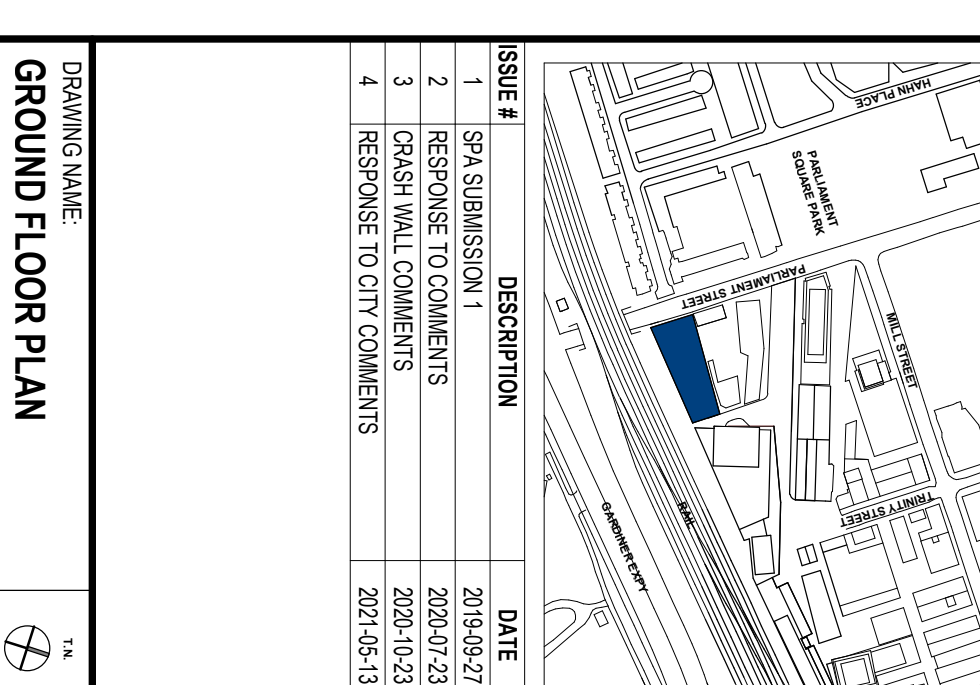 HAHN PLACE
PARLIAMENT
SQUARE PARK
PARLIAMENT STREET
MILL STREET
TRINITY STREET
RAIL
GARDINER EXPY
ISSUE # DESCRIPTION DATE
1 SPA SUBMISSION 1 2019-09-27
2 RESPONSE TO COMMENTS 2020-07-23
3 CRASH WALL COMMENTS 2020-10-23
4 RESPONSE TO CITY COMMENTS 2021-05-13
DRAWING NAME:
GROUND FLOOR PLAN
T.N.